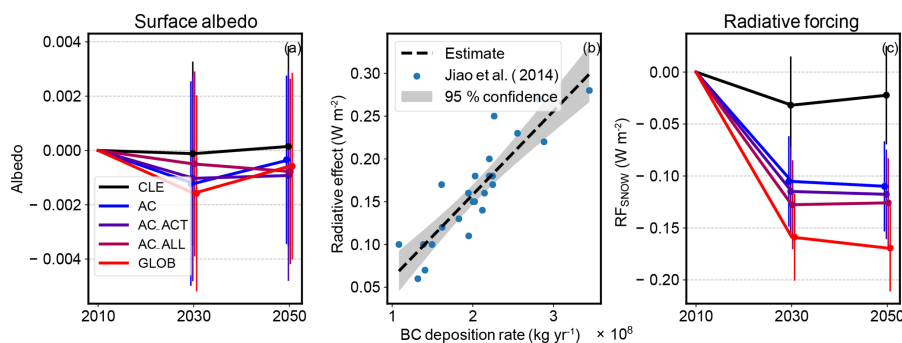 Surface albedo
(a)
0.004
0.002
0.000
− 0.002
− 0.004
Albedo
CLE
AC
AC.ACT
AC.ALL
GLOB
2010 2030 2050
(b)
Estimate
Jiao et al. ( 2014)
95 % confidence
0.30
0.25
0.20
0.15
0.10
0.05
Radiative effect (W m⁻²)
1 2 3
BC deposition rate (kg yr⁻¹) × 10⁸
Radiative forcing
(c)
−0.00
−0.05
−0.10
−0.15
−0.20
RF_SNOW (W m⁻²)
2010 2030 2050